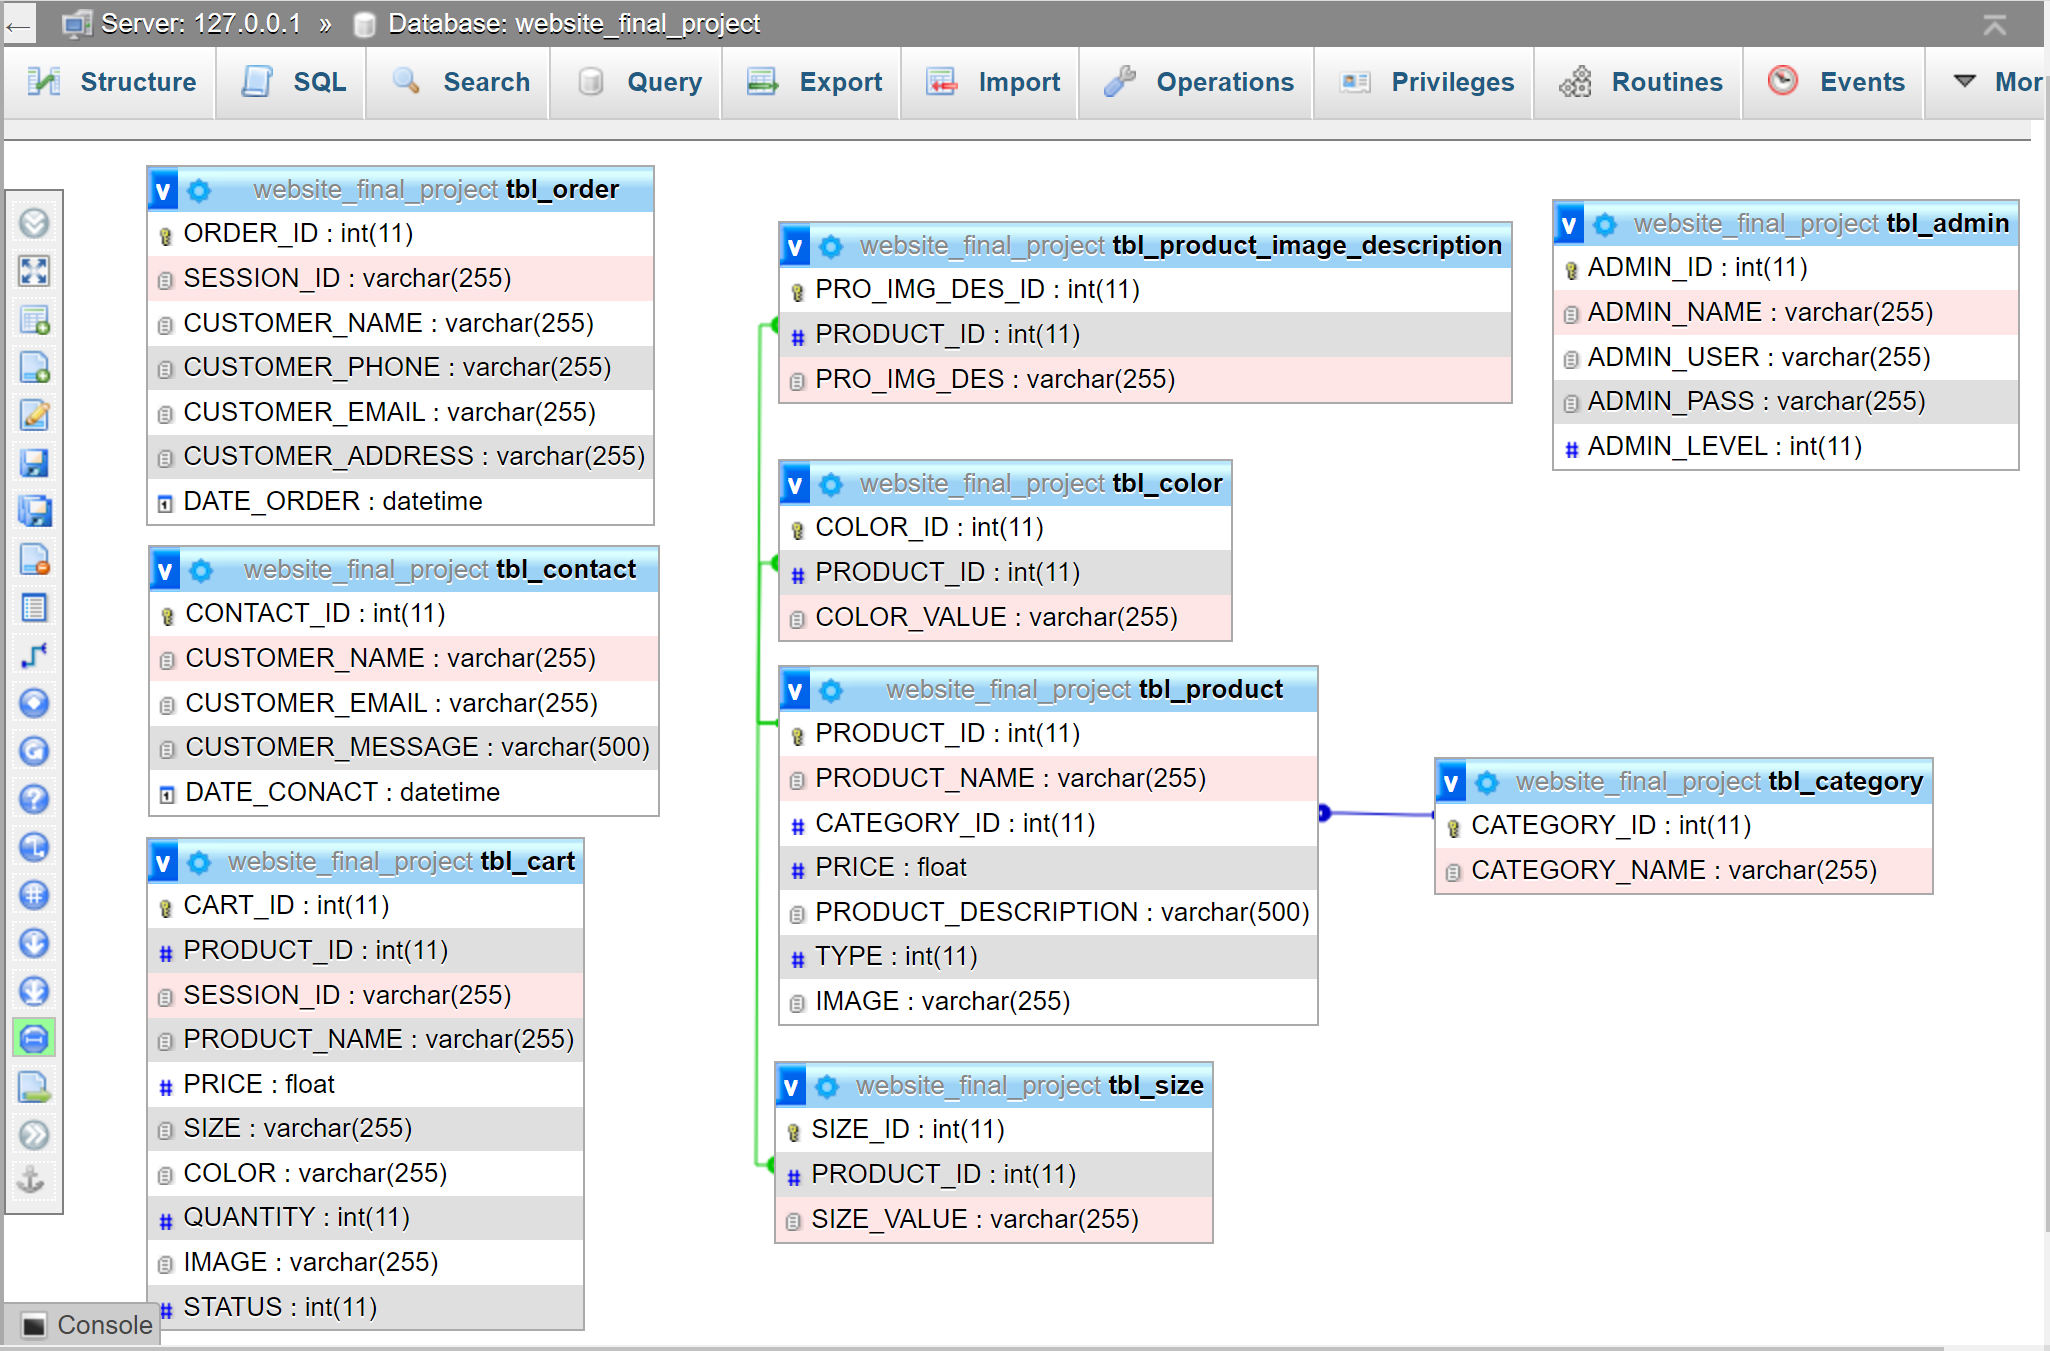 Server: 127.0.0.1 » Database: website_final_project
Structure SQL Search Query Export Import Operations Privileges Routines Events Mor
website_final_project tbl_order
ORDER_ID : int(11)
SESSION_ID : varchar(255)
CUSTOMER_NAME : varchar(255)
CUSTOMER_PHONE : varchar(255)
CUSTOMER_EMAIL : varchar(255)
CUSTOMER_ADDRESS : varchar(255)
DATE_ORDER : datetime
website_final_project tbl_contact
CONTACT_ID : int(11)
CUSTOMER_NAME : varchar(255)
CUSTOMER_EMAIL : varchar(255)
CUSTOMER_MESSAGE : varchar(500)
DATE_CONACT : datetime
website_final_project tbl_cart
CART_ID : int(11)
PRODUCT_ID : int(11)
SESSION_ID : varchar(255)
PRODUCT_NAME : varchar(255)
PRICE : float
SIZE : varchar(255)
COLOR : varchar(255)
QUANTITY : int(11)
IMAGE : varchar(255)
STATUS : int(11)
website_final_project tbl_product_image_description
PRO_IMG_DES_ID : int(11)
PRODUCT_ID : int(11)
PRO_IMG_DES : varchar(255)
website_final_project tbl_color
COLOR_ID : int(11)
PRODUCT_ID : int(11)
COLOR_VALUE : varchar(255)
website_final_project tbl_product
PRODUCT_ID : int(11)
PRODUCT_NAME : varchar(255)
CATEGORY_ID : int(11)
PRICE : float
PRODUCT_DESCRIPTION : varchar(500)
TYPE : int(11)
IMAGE : varchar(255)
website_final_project tbl_size
SIZE_ID : int(11)
PRODUCT_ID : int(11)
SIZE_VALUE : varchar(255)
website_final_project tbl_admin
ADMIN_ID : int(11)
ADMIN_NAME : varchar(255)
ADMIN_USER : varchar(255)
ADMIN_PASS : varchar(255)
ADMIN_LEVEL : int(11)
website_final_project tbl_category
CATEGORY_ID : int(11)
CATEGORY_NAME : varchar(255)
Console